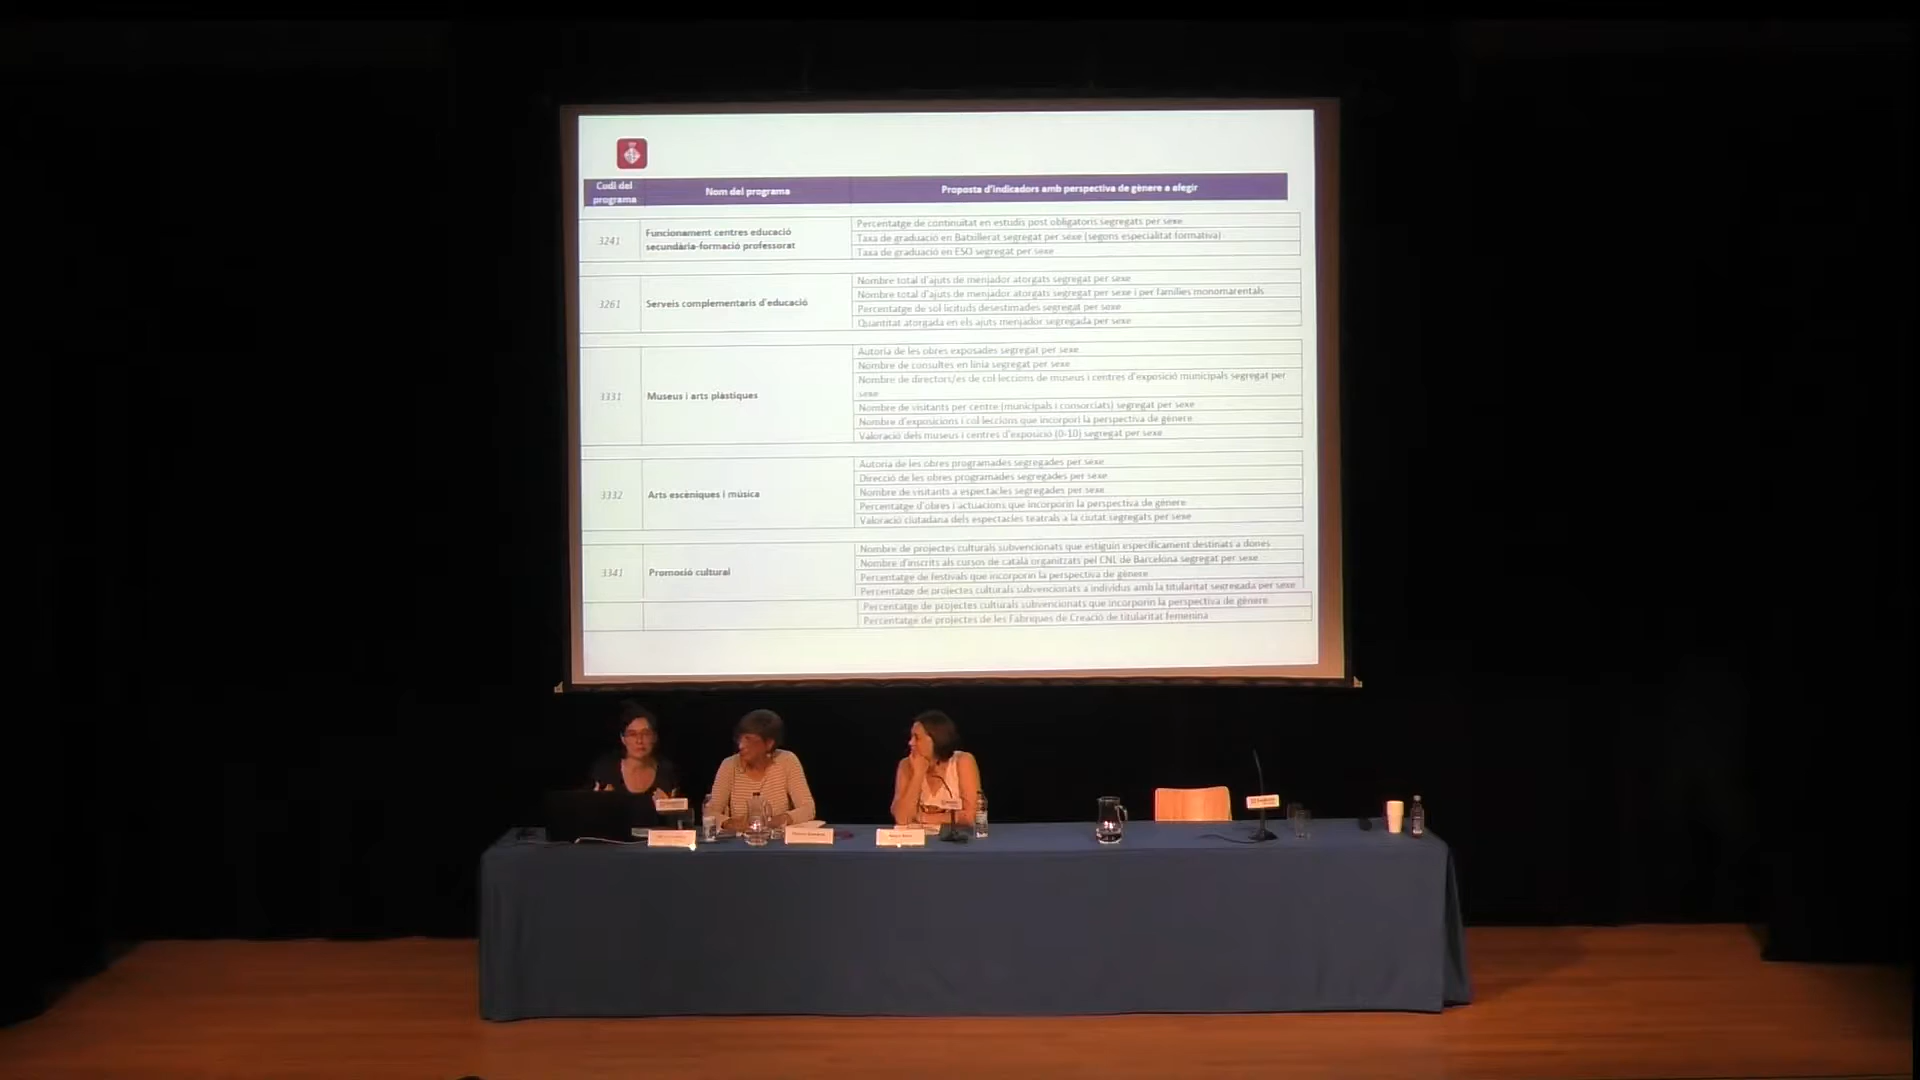 Codi del
programa
Nom del programa
Proposta d'indicadors amb perspectiva de gènere a afegir
3241
Funcionament centres educació
secundària-formació professorat
Percentatge de continuïtat en estudis post obligatoris segregats per sexe
Taxa de graduació en Batxillerat segregat per sexe (segons especialitat formativa)
Taxa de graduació en ESO segregat per sexe
3261
Serveis complementaris d'educació
Nombre total d'ajuts de menjador atorgats segregat per sexe
Nombre total d'ajuts de menjador atorgats segregat per sexe i per famílies monomarentals
Percentatge de sol·licituds desestimades segregat per sexe
Quantitat atorgada en els ajuts menjador segregada per sexe
3331
Museus i arts plàstiques
Autoria de les obres exposades segregat per sexe
Nombre de consultes en línia segregat per sexe
Nombre de directors/es de col·leccions de museus i centres d'exposició municipals segregat per
sexe
Nombre de visitants per centre (municipals i consorciats) segregat per sexe
Nombre d'exposicions i col·leccions que incorpori la perspectiva de gènere
Valoració dels museus i centres d'exposició (0-10) segregat per sexe
3332
Arts escèniques i música
Autoria de les obres programades segregades per sexe
Direcció de les obres programades segregades per sexe
Nombre de visitants a espectacles segregades per sexe
Percentatge d'obres i actuacions que incorporin la perspectiva de gènere
Valoració ciutadana dels espectacles teatrals a la ciutat segregats per sexe
3341
Promoció cultural
Nombre de projectes culturals subvencionats que estiguin específicament destinats a dones
Nombre d'inscrits als cursos de català organitzats pel CNL de Barcelona segregat per sexe
Percentatge de festivals que incorporin la perspectiva de gènere
Percentatge de projectes culturals subvencionats a individus amb la titularitat segregada per sexe
Percentatge de projectes culturals subvencionats que incorporin la perspectiva de gènere
Percentatge de projectes de les Fàbriques de Creació de titularitat femenina